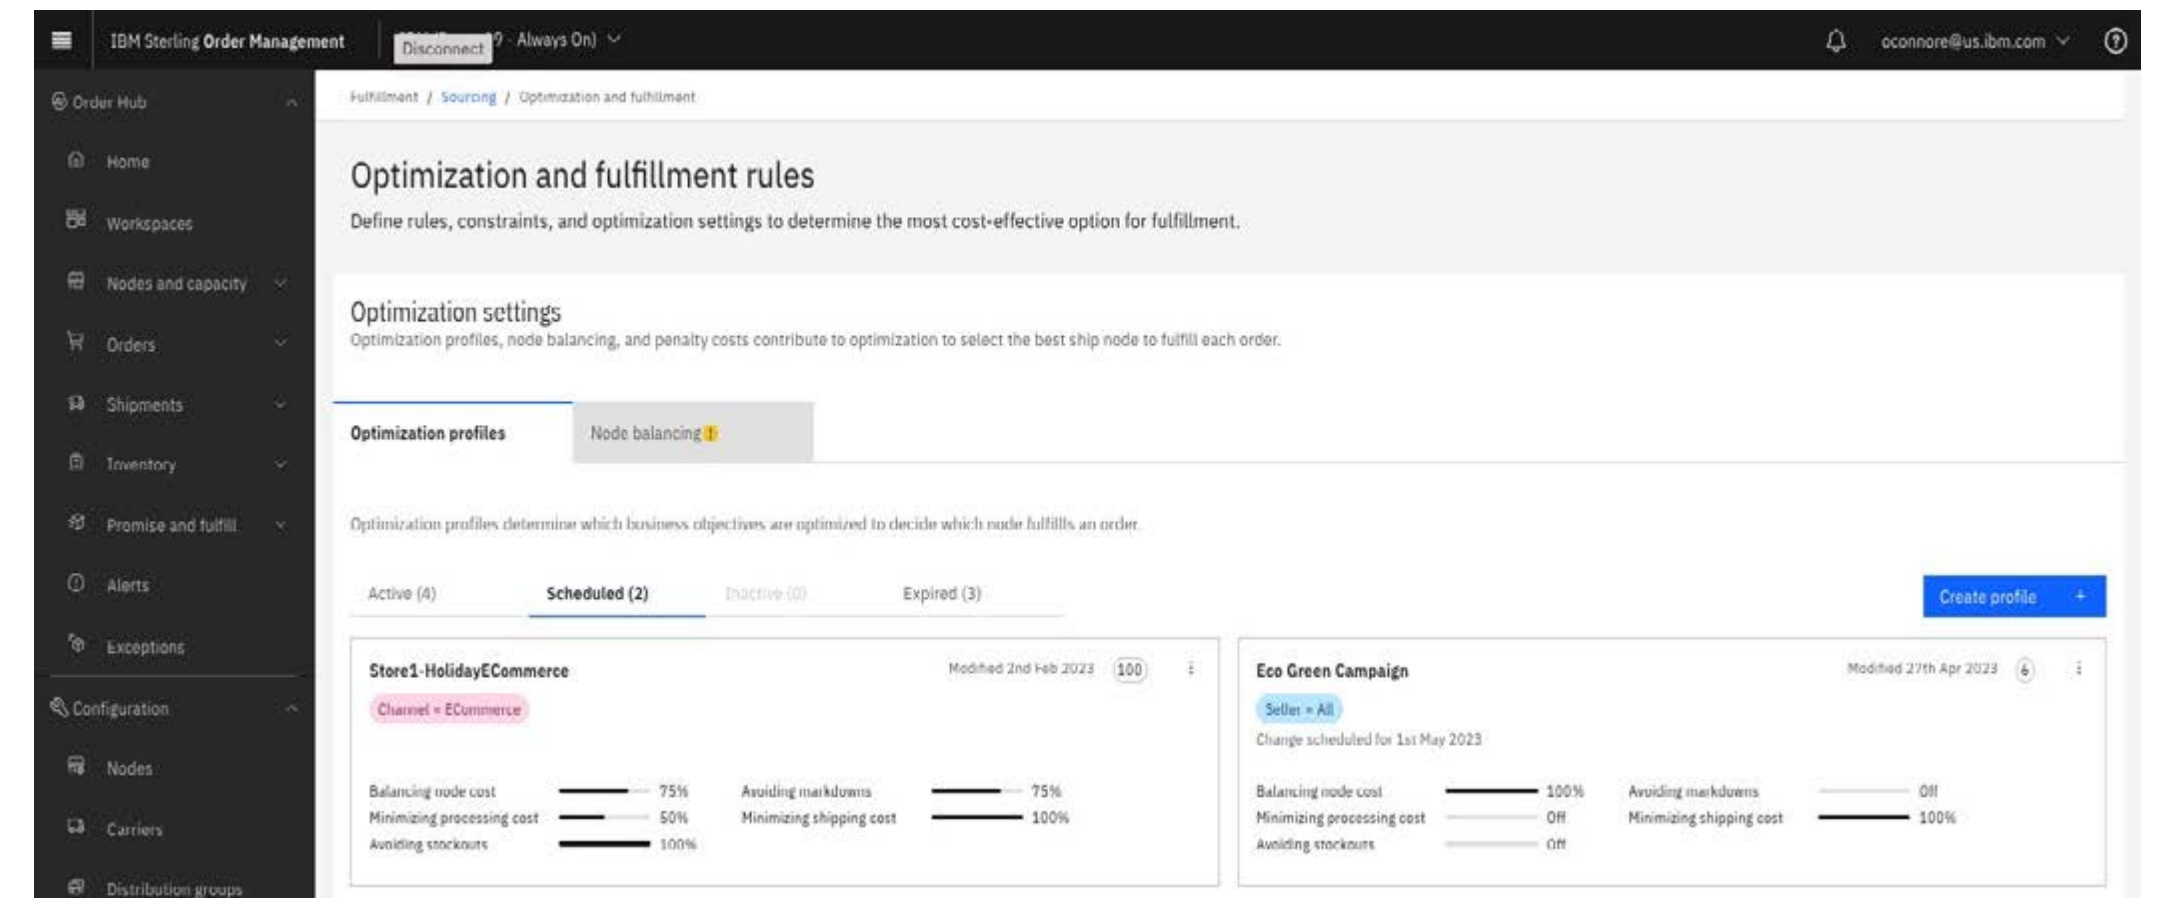 IBM Sterling Order Management
Disconnect 9 - Always On)
oconnore@us.ibm.com
Order Hub
Fulfillment / Sourcing / Optimization and fulfillment
Home
Optimization and fulfillment rules
Workspaces
Define rules, constraints, and optimization settings to determine the most cost-effective option for fulfillment.
Nodes and capacity
Optimization settings
Orders
Optimization profiles, node balancing, and penalty costs contribute to optimization to select the best ship node to fulfill each order.
Shipments
Optimization profiles
Node balancing
Inventory
Promise and fulfill
Optimization profiles determine which business objectives are optimized to decide which node fulfills an order.
Alerts
Active (4)
Scheduled (2)
Inactive (0)
Expired (3)
Create profile +
Exceptions
Configuration
Nodes
Carriers
Distribution groups
Store1-HolidayECommerce
Modified 2nd Feb 2023 100
Channel = ECommerce
Balancing node cost 75%
Avoiding markdowns 75%
Minimizing processing cost 50%
Minimizing shipping cost 100%
Avoiding stockouts 100%
Eco Green Campaign
Modified 27th Apr 2023 6
Seller = All
Change scheduled for 1st May 2023
Balancing node cost 100%
Avoiding markdowns Off
Minimizing processing cost Off
Minimizing shipping cost 100%
Avoiding stockouts Off